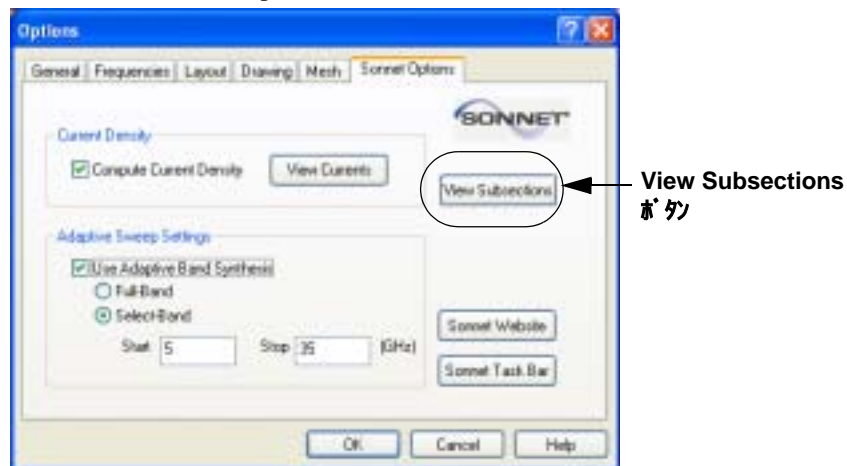 Options
General Frequencies Layout Drawing Mesh Sonnet Options
SONNET
Current Density
Compute Current Density View Currents
View Subsections
View Subsections
ボタン
Adaptive Sweep Settings
Use Adaptive Band Synthesis
Full-Band
Select-Band
Start 5 Stop 35 (GHz)
Sonnet Website
Sonnet Task Bar
OK Cancel Help